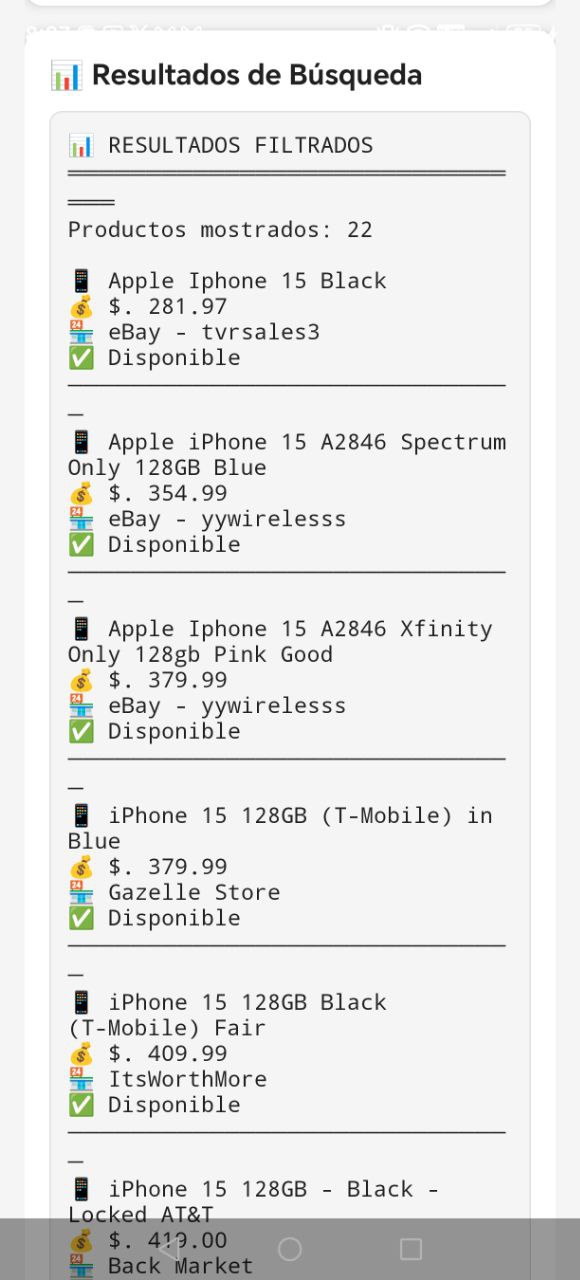 📊 Resultados de Búsqueda
📊 RESULTADOS FILTRADOS
Productos mostrados: 22
📱 Apple Iphone 15 Black
💰 $. 281.97
🏪 eBay - tvrsales3
✅ Disponible
📱 Apple iPhone 15 A2846 Spectrum
Only 128GB Blue
💰 $. 354.99
🏪 eBay - yywirelesss
✅ Disponible
📱 Apple Iphone 15 A2846 Xfinity
Only 128gb Pink Good
💰 $. 379.99
🏪 eBay - yywirelesss
✅ Disponible
📱 iPhone 15 128GB (T-Mobile) in
Blue
💰 $. 379.99
🏪 Gazelle Store
✅ Disponible
📱 iPhone 15 128GB Black
(T-Mobile) Fair
💰 $. 409.99
🏪 ItsWorthMore
✅ Disponible
📱 iPhone 15 128GB - Black -
Locked AT&T
💰 $. 419.00
🏪 Back Market